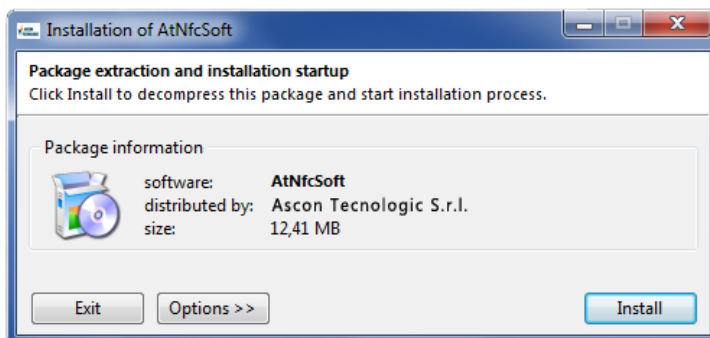 Installation of AtNfcSoft
Package extraction and installation startup
Click Install to decompress this package and start installation process.
Package information
software: AtNfcSoft
distributed by: Ascon Tecnologic S.r.l.
size: 12,41 MB
Exit Options >> Install